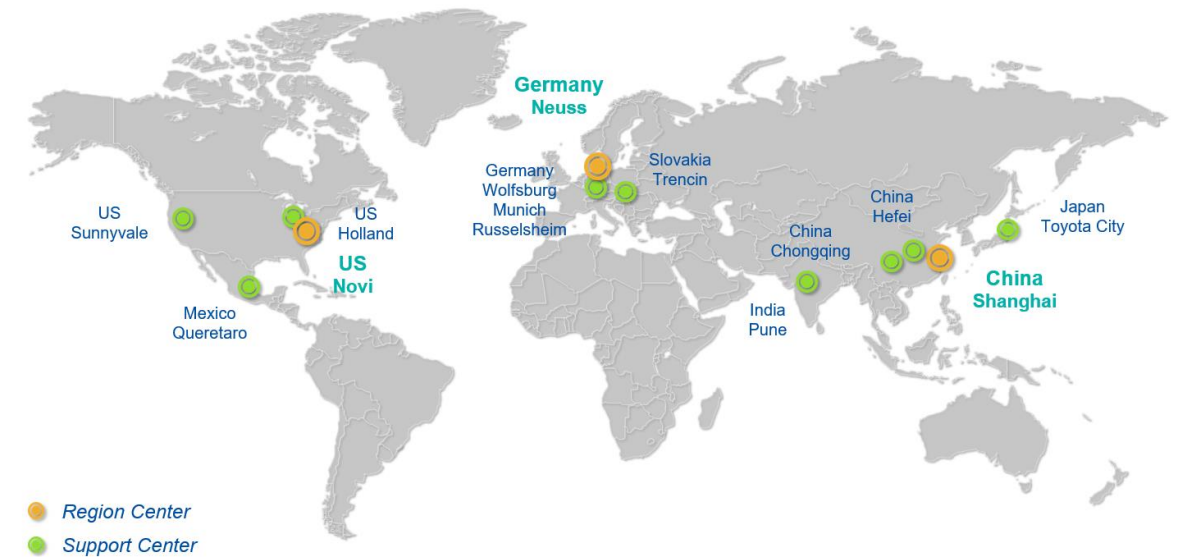 Germany
Neuss
Germany
Wolfsburg
Munich
Russelsheim
Slovakia
Trencin
US
Sunnyvale
US
Holland
US
Novi
Mexico
Queretaro
China
Hefei
China
Chongqing
Japan
Toyota City
China
Shanghai
India
Pune
Region Center
Support Center